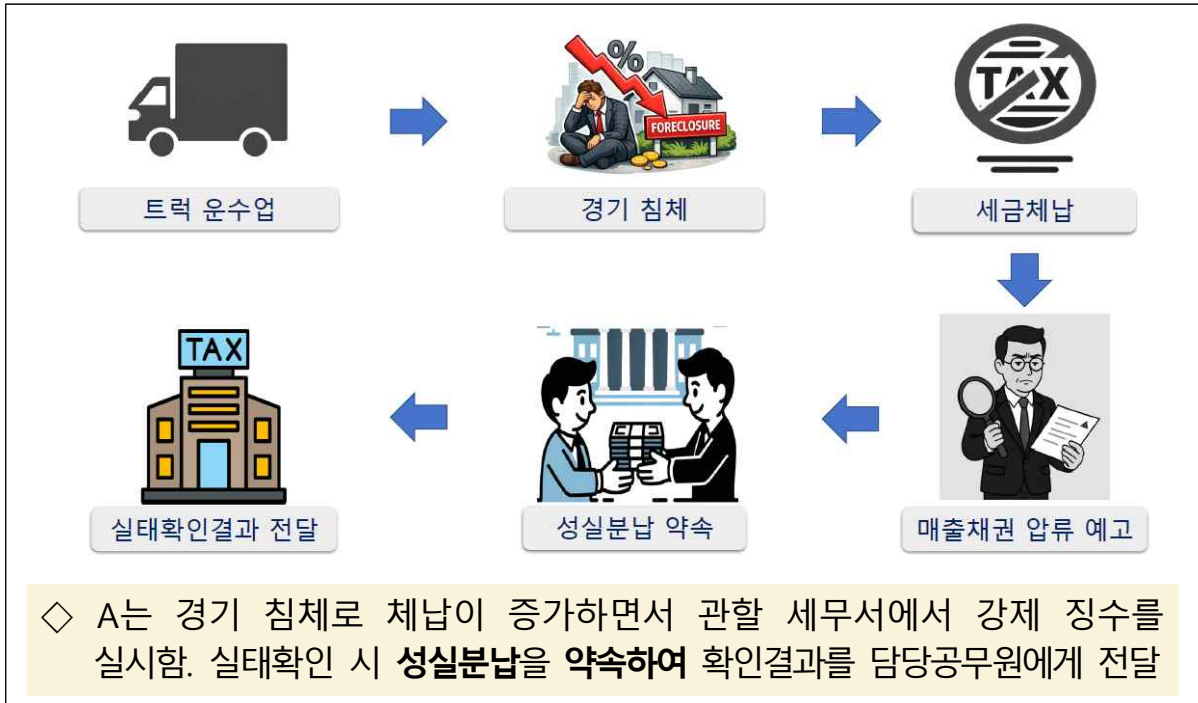 %
FORECLOSURE
TAX
트럭 운수업
경기 침체
세금체납
TAX
실태확인결과 전달
성실분납 약속
매출채권 압류 예고
◇ A는 경기 침체로 체납이 증가하면서 관할 세무서에서 강제 징수를
실시함. 실태확인 시 성실분납을 약속하여 확인결과를 담당공무원에게 전달